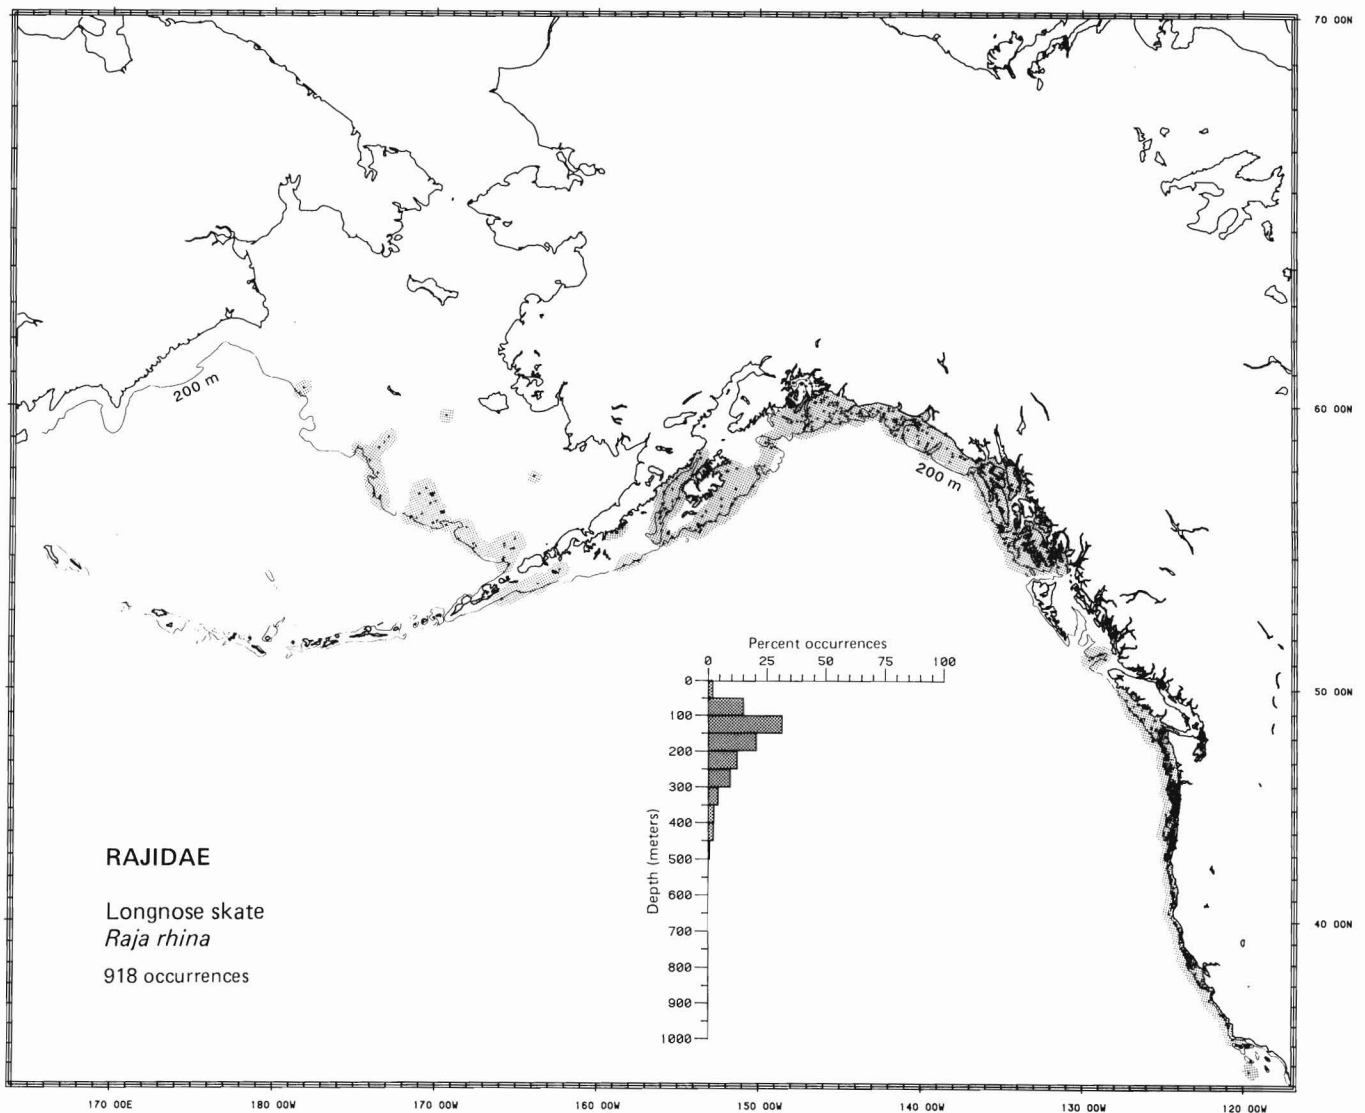 70 00N
200 m
60 00N
200 m
Percent occurrences
0 25 50 75 100
50 00N
0
100
200
300
400
500
600
700
800
900
1000
Depth (meters)
RAJIDAE
Longnose skate
Raja rhina
918 occurrences
40 00N
170 00E 180 00W 170 00W 160 00W 150 00W 140 00W 130 00W 120 00W